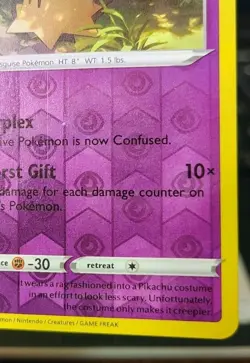 guise Pokémon. HT 8" WT 1.5 lbs.
rplex
ive Pokémon is now Confused.
rst Gift 10×
damage for each damage counter on
's Pokémon.
ce -30 retreat
It wears a rag fashioned into a Pikachu costume
in an effort to look less scary. Unfortunately,
the costume only makes it creepier.
mon / Nintendo / Creatures / GAME FREAK